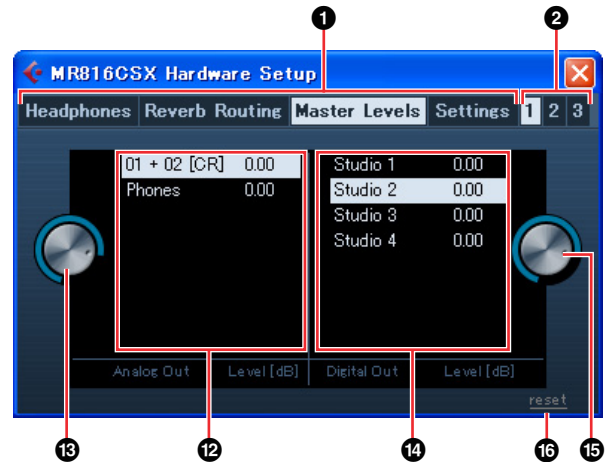 1 2
MR816CSX Hardware Setup
Headphones Reverb Routing Master Levels Settings 1 2 3
01 + 02 [CR] 0.00 Studio 1 0.00
Phones 0.00 Studio 2 0.00
Studio 3 0.00
Studio 4 0.00
Analog Out Level [dB] Digital Out Level [dB]
reset
13 12 14 16 15